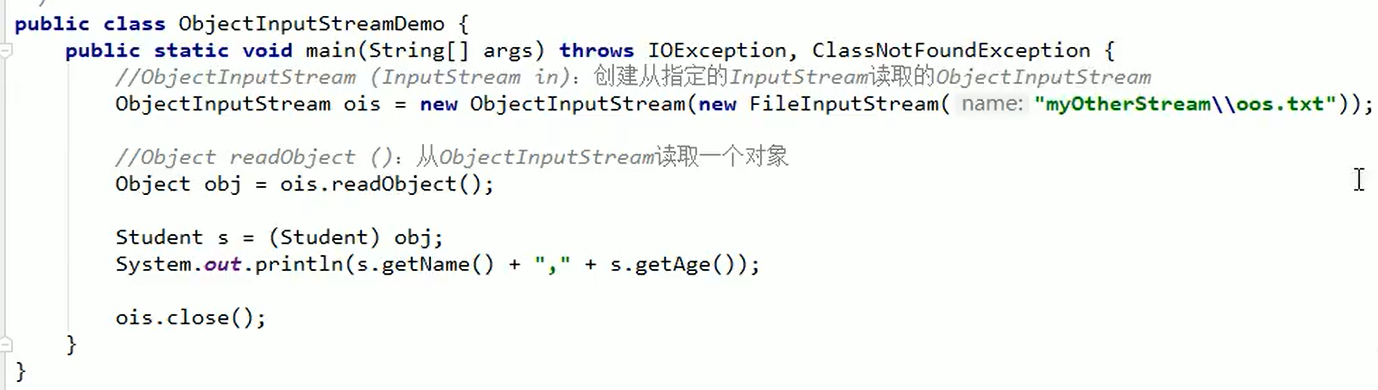 public class ObjectInputStreamDemo {
public static void main(String[] args) throws IOException, ClassNotFoundException {
//ObjectInputStream (InputStream in)：创建从指定的InputStream读取的ObjectInputStream
ObjectInputStream ois = new ObjectInputStream(new FileInputStream( name: "myOtherStream\\oos.txt"));
//Object readObject ()：从ObjectInputStream读取一个对象
Object obj = ois.readObject();
Student s = (Student) obj;
System.out.println(s.getName() + "," + s.getAge());
ois.close();
}
}